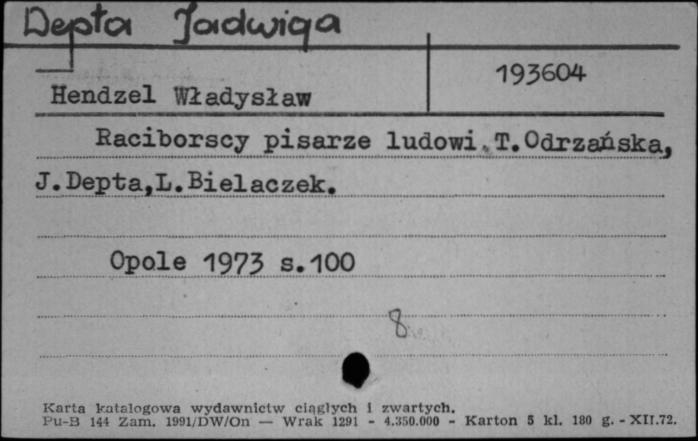 Depta Jadwiga
193604
Hendzel Władysław
Raciborscy pisarze ludowi. T. Odrzańska,
J. Depta, L. Bielaczek.
Opole 1973 s. 100
8
Karta katalogowa wydawnictw ciągłych i zwartych.
Pu-B 144 Zam. 1991/DW/On — Wrak 1291 - 4.350.000 - Karton 5 kl. 180 g. - XII.72.